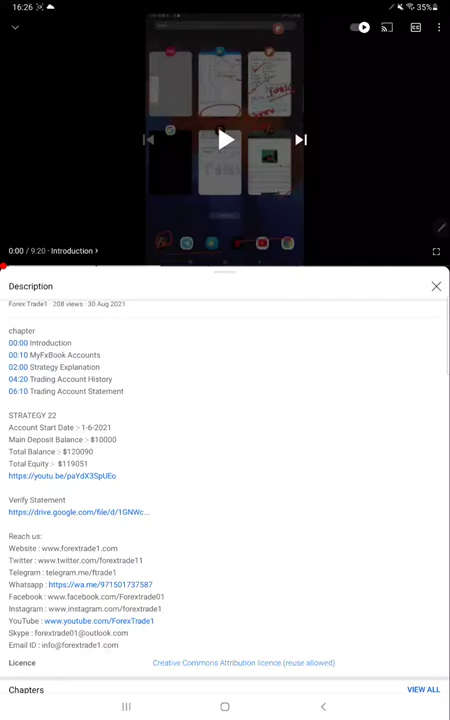 16:26
35%
0:00 / 9:20 · Introduction >
Description
Forex Trade1 · 208 views · 30 Aug 2021
chapter
00:00 Introduction
00:10 MyFxBook Accounts
02:00 Strategy Explanation
04:20 Trading Account History
06:10 Trading Account Statement
STRATEGY 22
Account Start Date :- 1-6-2021
Main Deposit Balance :- $10000
Total Balance :- $120090
Total Equity :- $119051
https://youtu.be/paYdX3SpUEo
Verify Statement
https://drive.google.com/file/d/1GNWc...
Reach us:
Website : www.forextrade1.com
Twitter : www.twitter.com/forextrade11
Telegram : telegram.me/ftrade1
Whatsapp : https://wa.me/971501737587
Facebook : www.facebook.com/Forextrade01
Instagram : www.instagram.com/forextrade1
YouTube : www.youtube.com/ForexTrade1
Skype : forextrade01@outlook.com
Email ID : info@forextrade1.com
Licence Creative Commons Attribution licence (reuse allowed)
Chapters VIEW ALL